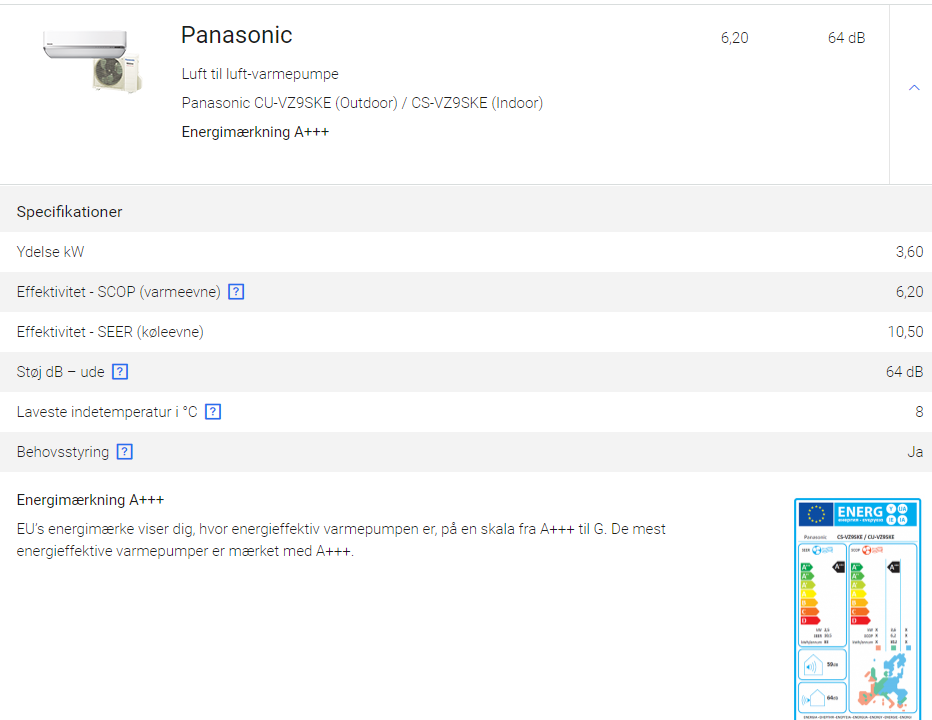 Panasonic
6,20
64 dB
Luft til luft-varmepumpe
Panasonic CU-VZ9SKE (Outdoor) / CS-VZ9SKE (Indoor)
Energimærkning A+++
Specifikationer
Ydelse kW
3,60
Effektivitet - SCOP (varmeevne) ?
6,20
Effektivitet - SEER (køleevne)
10,50
Støj dB – ude ?
64 dB
Laveste indetemperatur i °C ?
8
Behovsstyring ?
Ja
Energimærkning A+++
EU's energimærke viser dig, hvor energieffektiv varmepumpen er, på en skala fra A+++ til G. De mest
energieffektive varmepumper er mærket med A+++.
ENERG
Panasonic CS-VZ9SKE / CU-VZ9SKE
SEER
SCOP
59dB
64dB